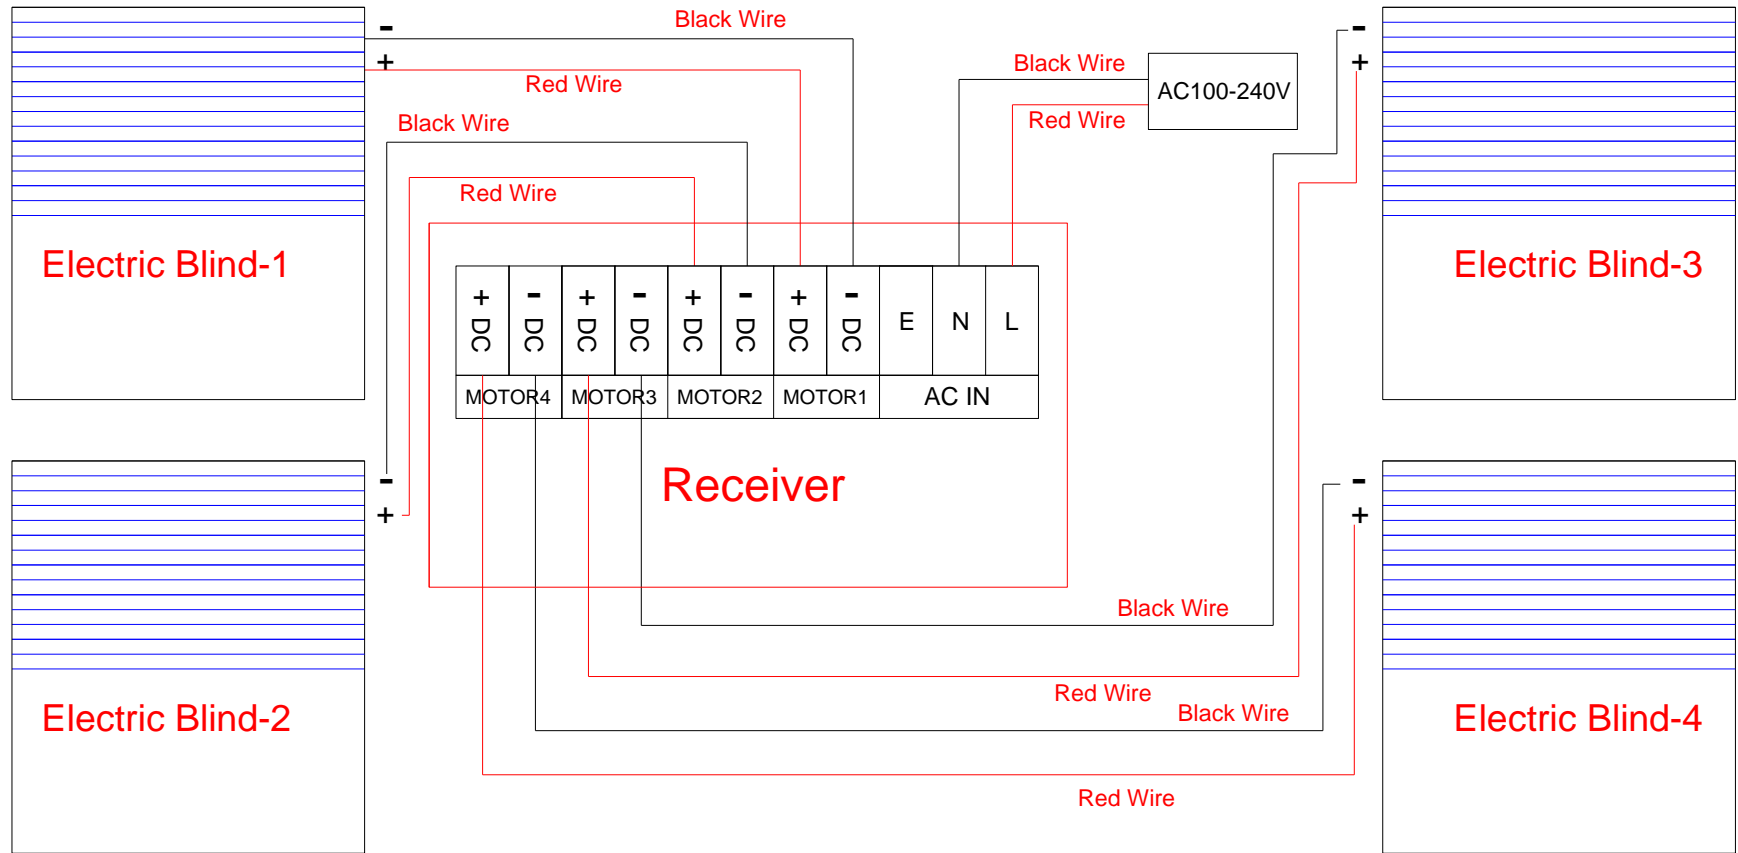 Black Wire
-
+
Red Wire
Black Wire
Red Wire
Electric Blind-1
Black Wire
Red Wire
AC100-240V
-
+
Electric Blind-3
+ DC
- DC
+ DC
- DC
+ DC
- DC
+ DC
- DC
E
N
L
MOTOR4
MOTOR3
MOTOR2
MOTOR1
AC IN
Receiver
-
+
Electric Blind-2
-
+
Electric Blind-4
Black Wire
Red Wire
Black Wire
Red Wire